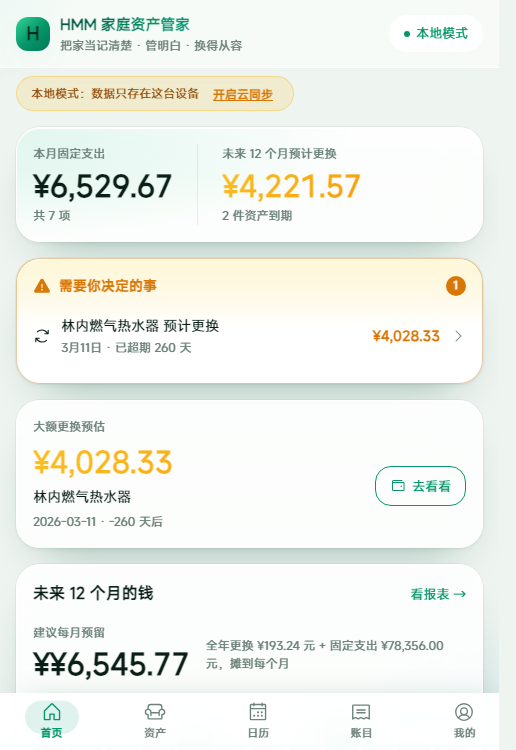 H
HMM 家庭资产管家
把家当记清楚 · 管明白 · 换得从容
本地模式
本地模式：数据只存在这台设备 开启云同步
本月固定支出
¥6,529.67
共 7 项
未来 12 个月预计更换
¥4,221.57
2 件资产到期
需要你决定的事
1
林内燃气热水器 预计更换
3月11日 · 已超期 260 天
¥4,028.33
大额更换预估
¥4,028.33
林内燃气热水器
2026-03-11 · -260 天后
去看看
未来 12 个月的钱
看报表 →
建议每月预留
¥¥6,545.77
全年更换 ¥193.24 元 + 固定支出 ¥78,356.00
元，摊到每个月
首页
资产
日历
账目
我的